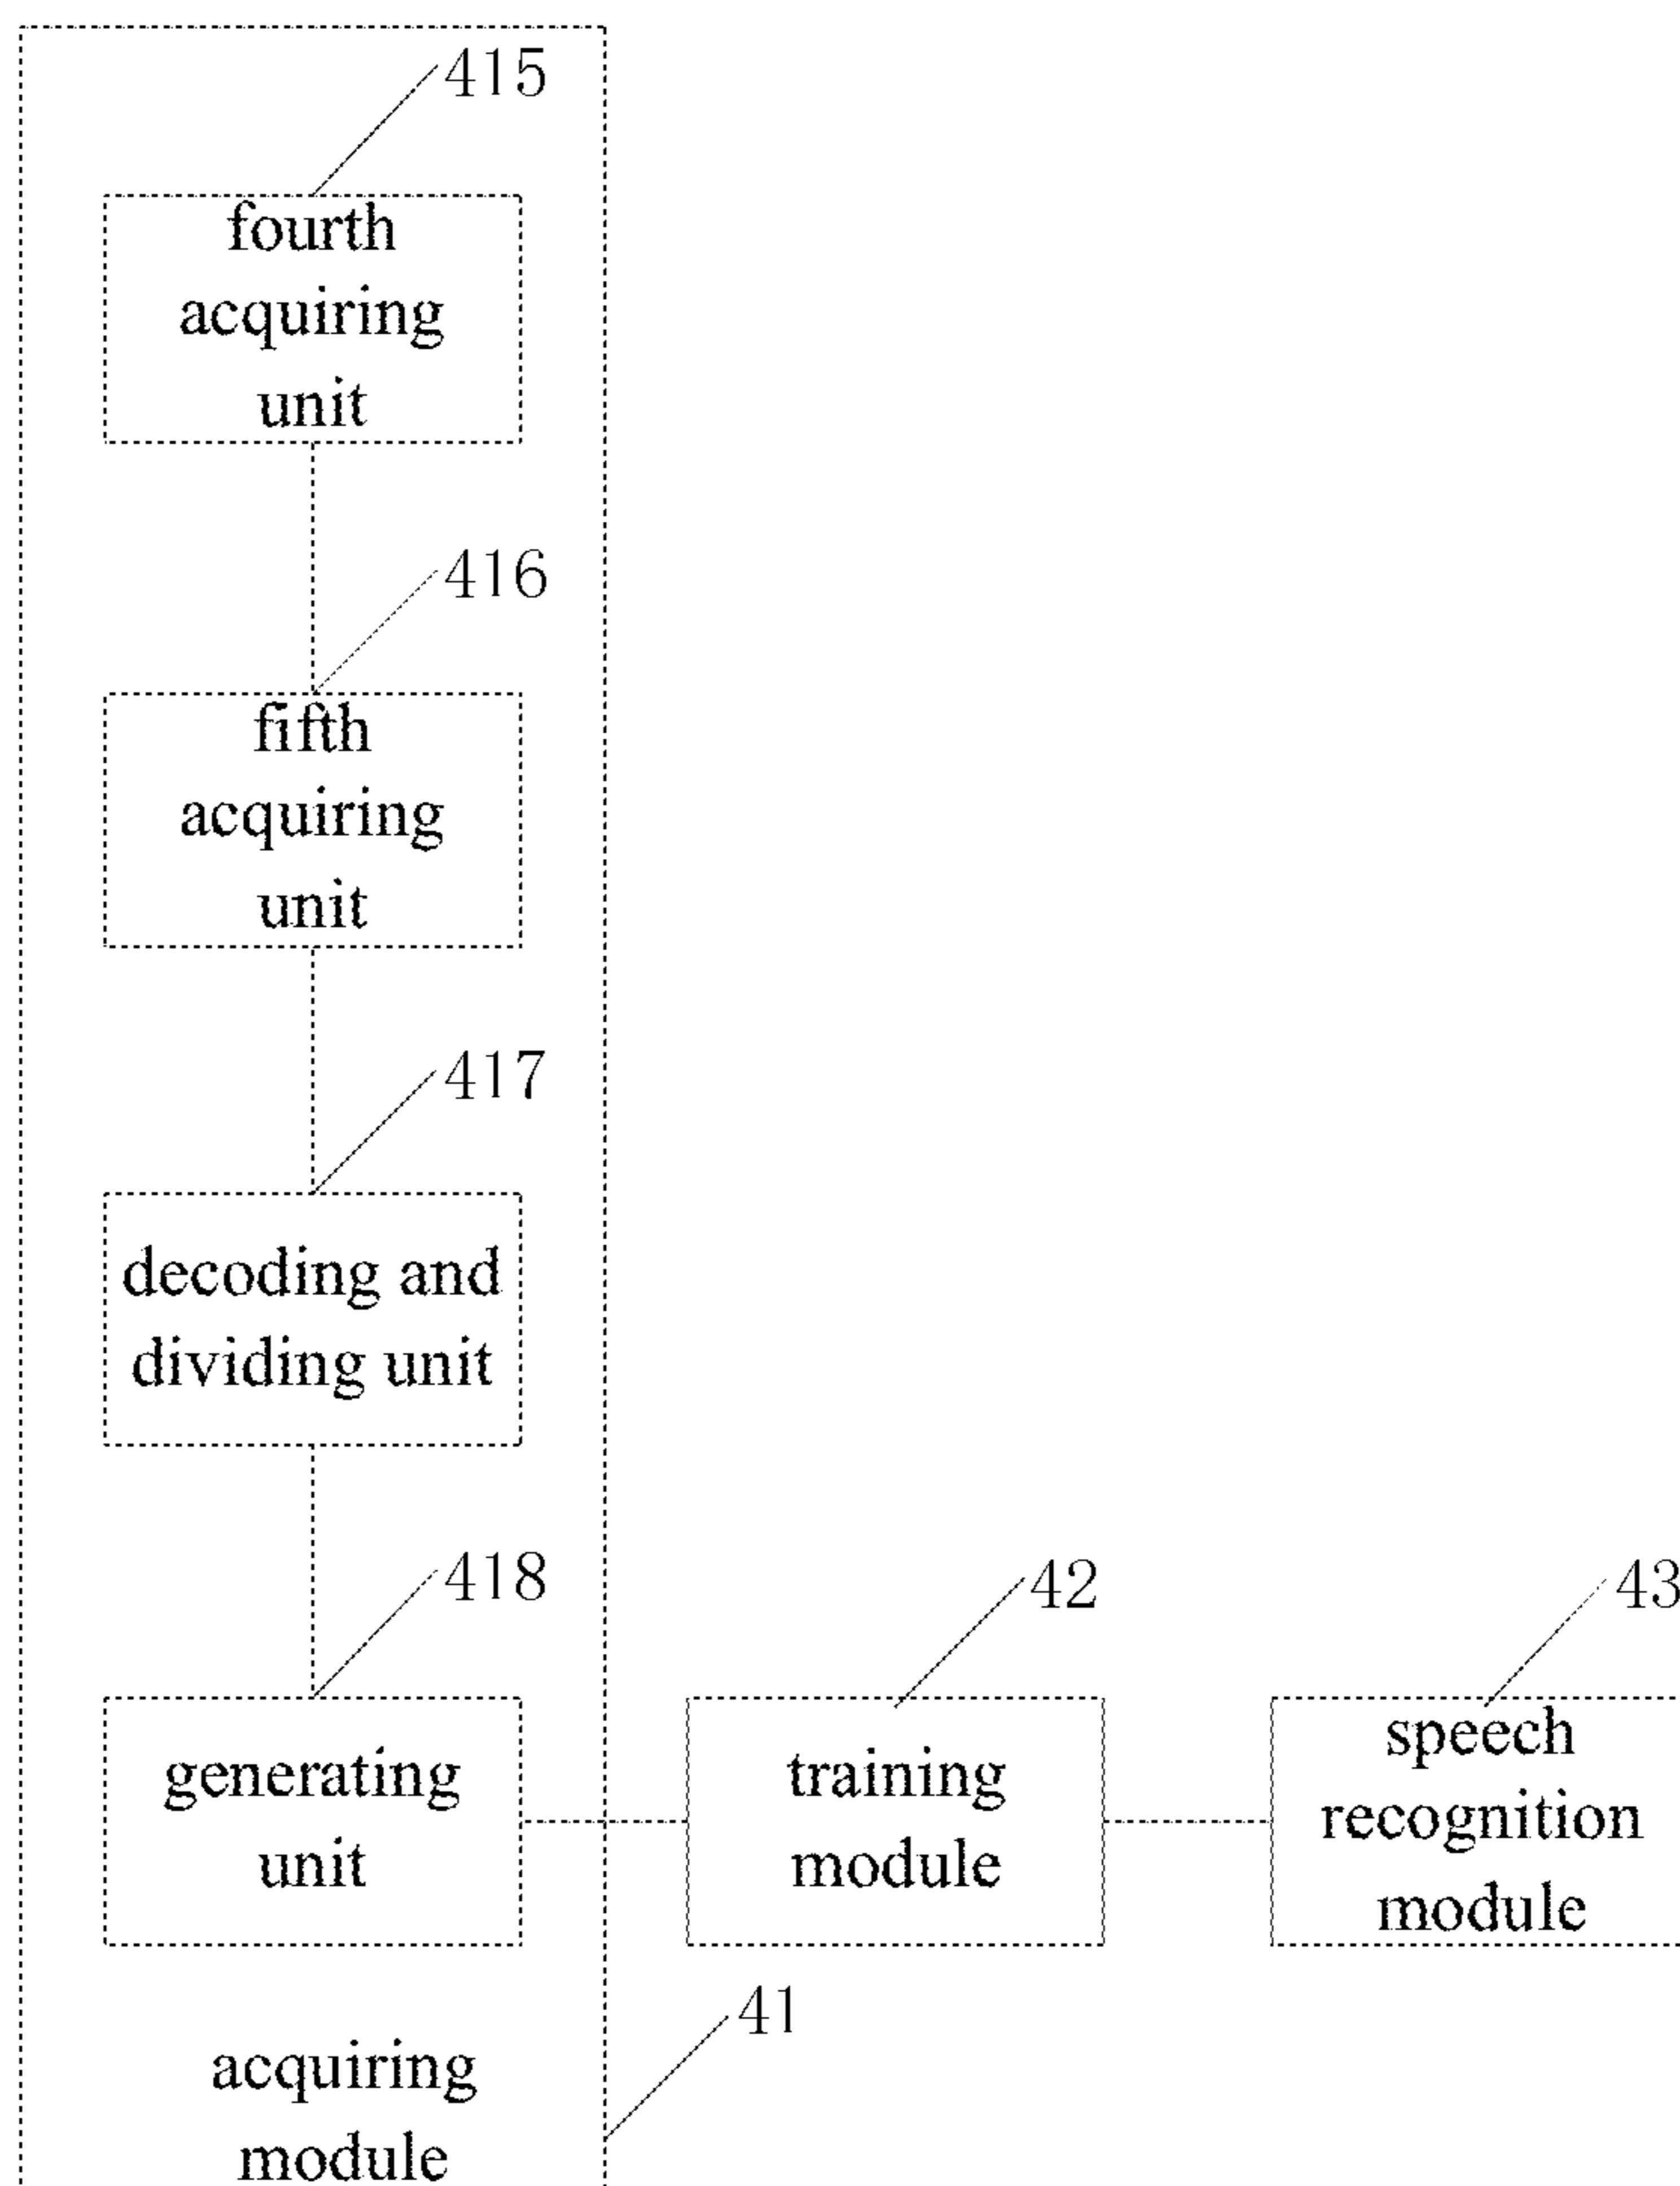 415
fourth
acquiring
unit
416
fifth
acquiring
unit
417
decoding and
dividing unit
418
generating
unit
42
training
module
43
speech
recognition
module
41
acquiring
module